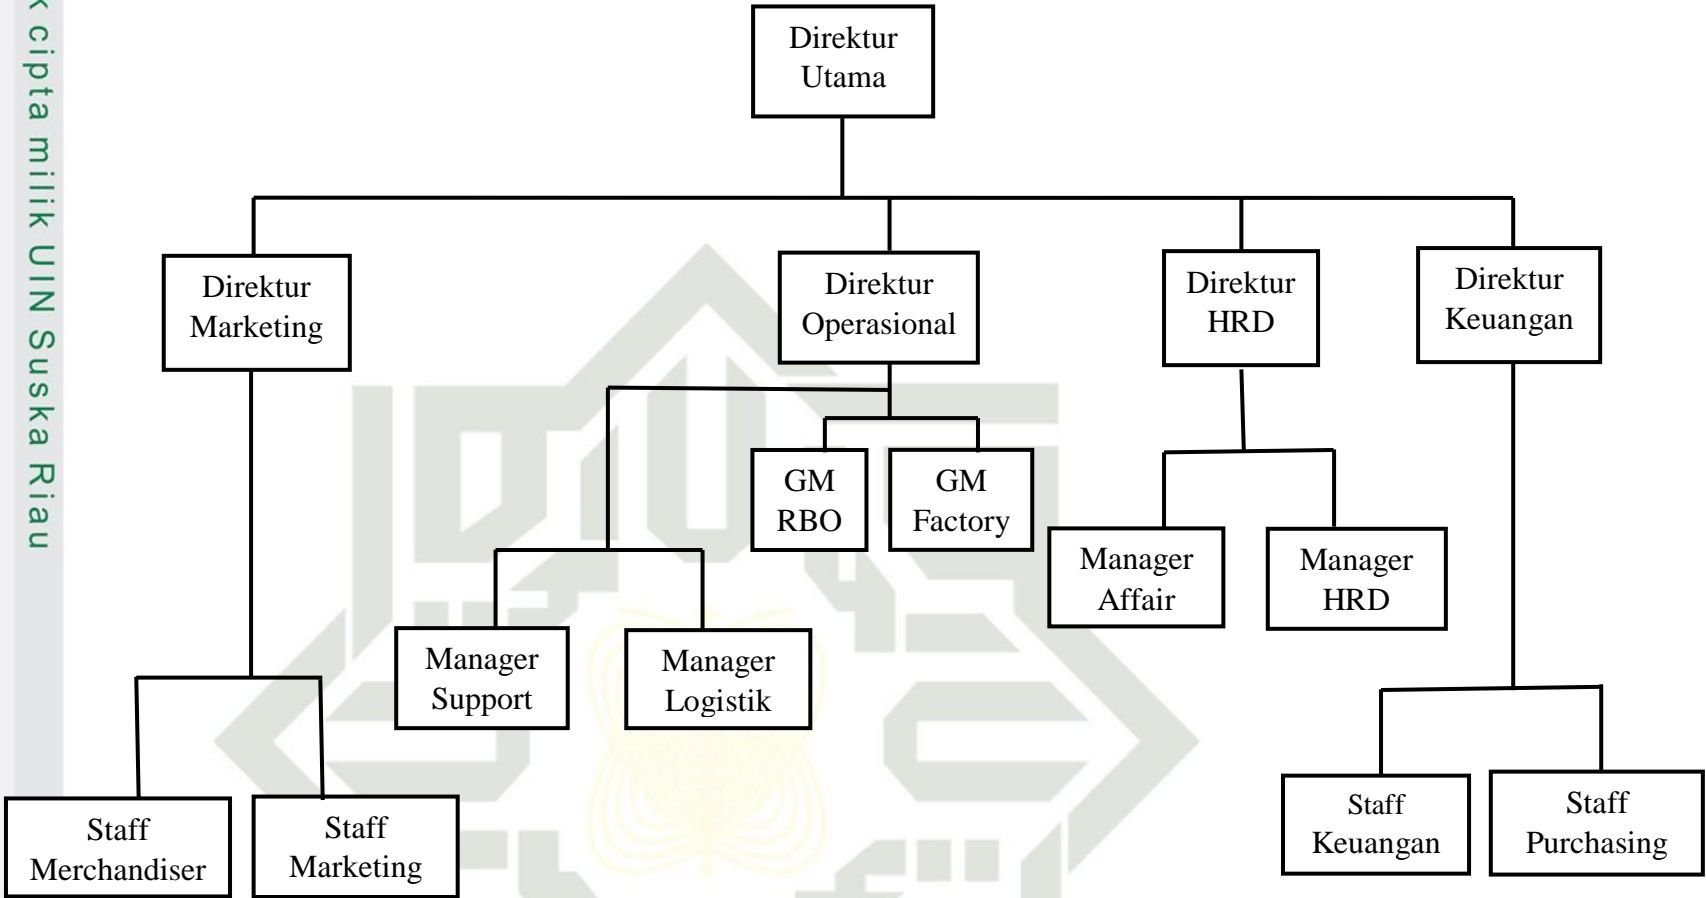 k cipta milik UIN Suska Riau
Direktur
Utama
Direktur
Marketing
Direktur
Operasional
Direktur
HRD
Direktur
Keuangan
GM
RBO
GM
Factory
Manager
Affair
Manager
HRD
Manager
Support
Manager
Logistik
Staff
Merchandiser
Staff
Marketing
Staff
Keuangan
Staff
Purchasing